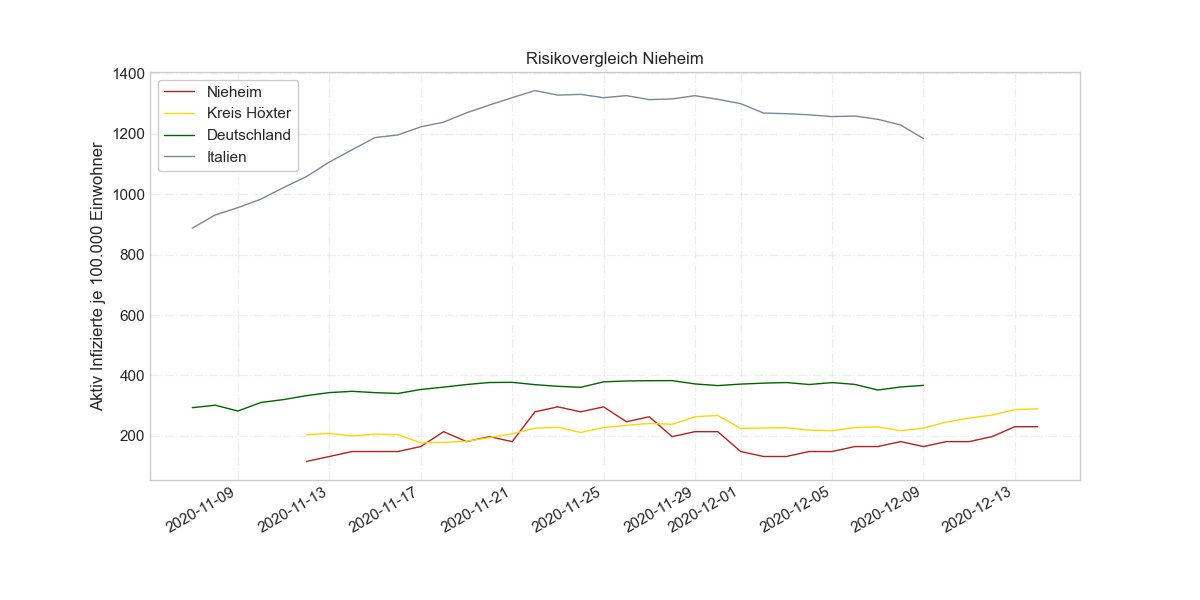 Risikovergleich Nieheim
Nieheim
Kreis Höxter
Deutschland
Italien
Aktiv Infizierte je 100.000 Einwohner
1400
1200
1000
800
600
400
200
2020-11-09
2020-11-13
2020-11-17
2020-11-21
2020-11-25
2020-11-29
2020-12-01
2020-12-05
2020-12-09
2020-12-13